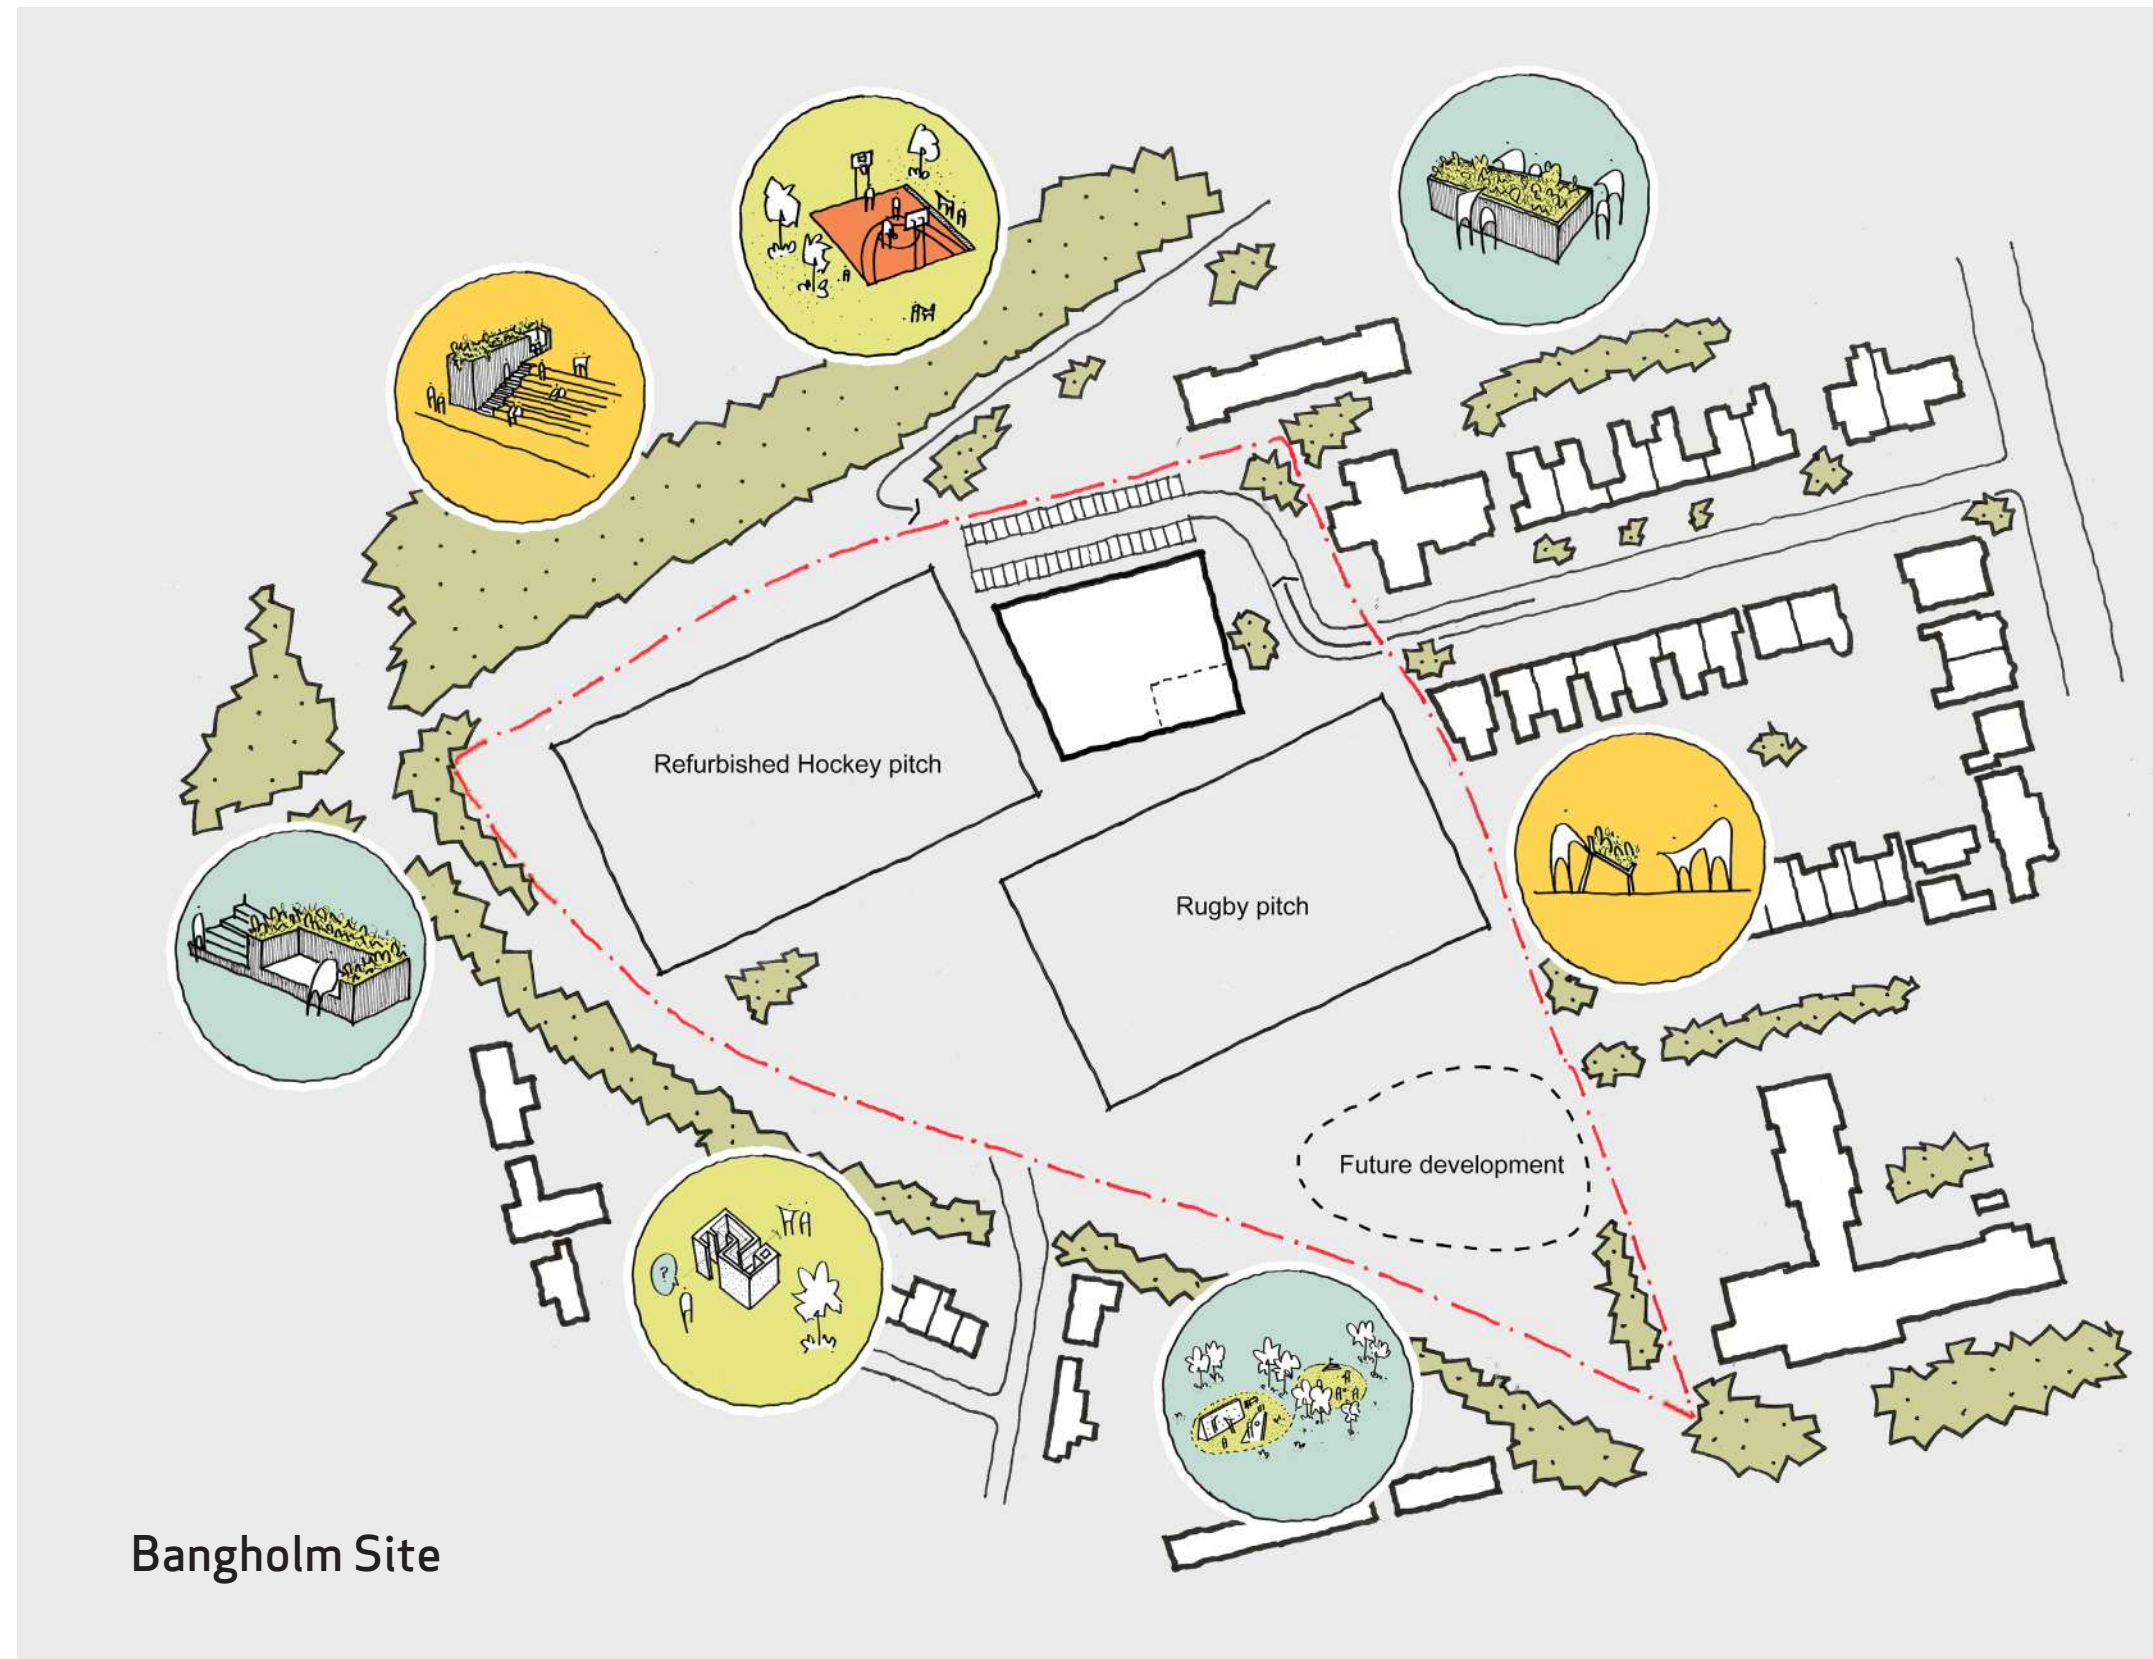 Refurbished Hockey pitch
Rugby pitch
Future development
?
Bangholm Site